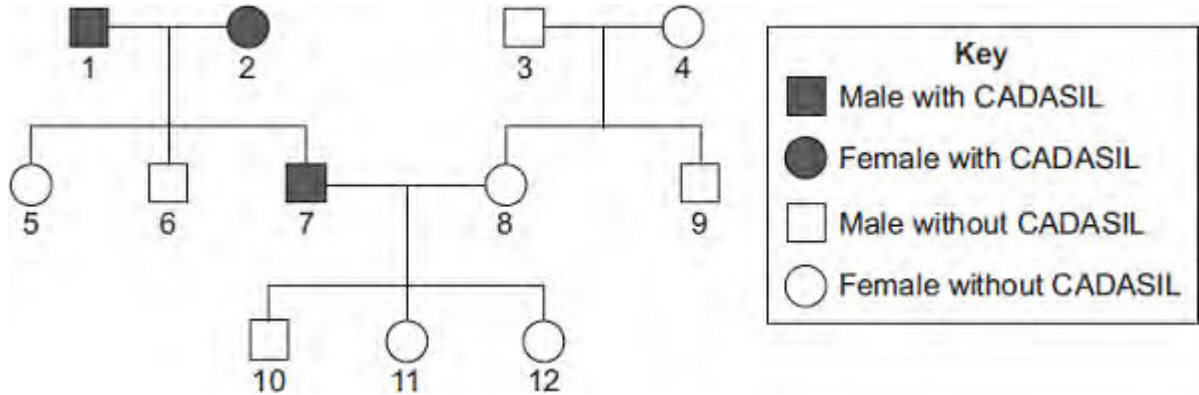 1
2
3
4
Key
Male with CADASIL
Female with CADASIL
Male without CADASIL
Female without CADASIL
5
6
7
8
9
10
11
12